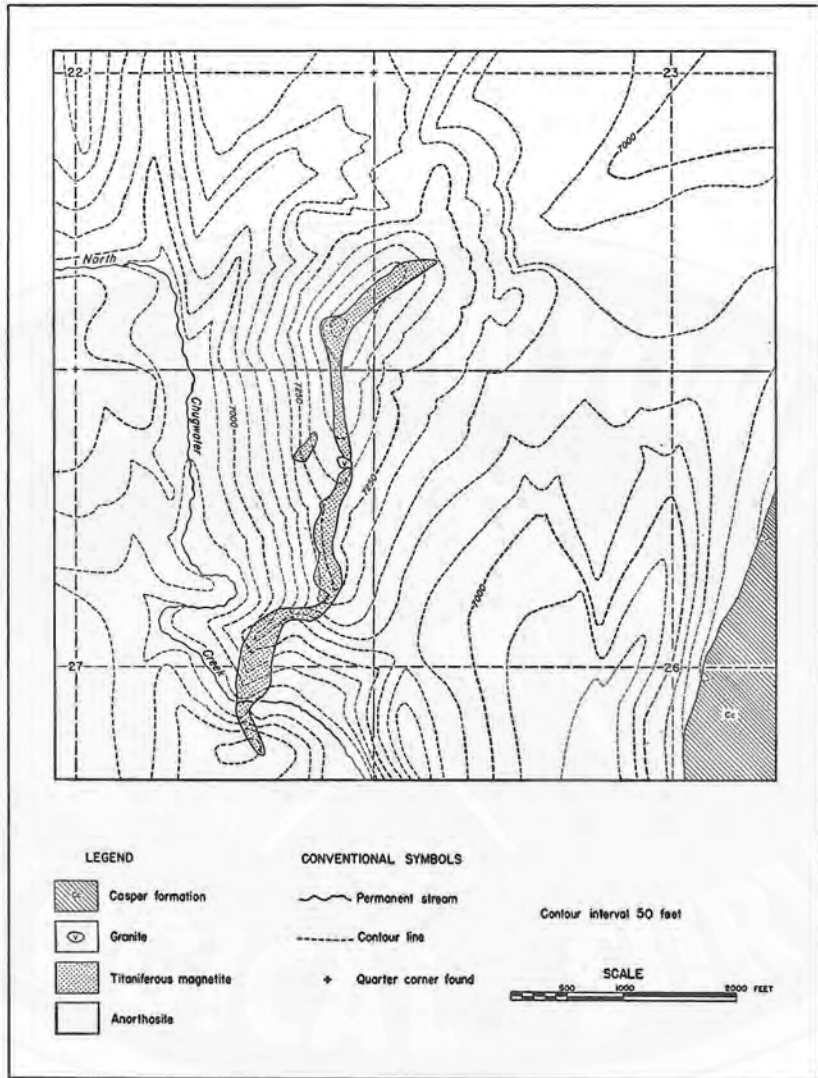 22
23
7000
North
Chugwater
7000
7250
7250
7000
27
Creek
26
Cc
LEGEND
CONVENTIONAL SYMBOLS
Cc
Casper formation
Permanent stream
Contour interval 50 feet
Granite
Contour line
Titaniferous magnetite
Quarter corner found
SCALE
500 1000 2000 FEET
Anorthosite